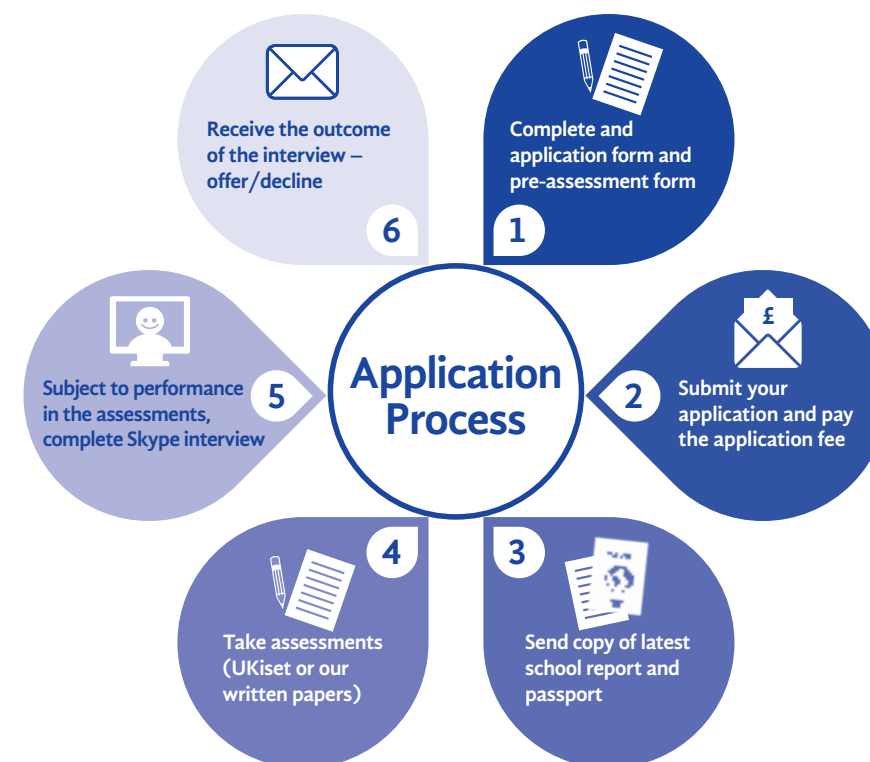 Application
Process
Complete and
application form and
pre-assessment form
1
£
2
Submit your
application and pay
the application fee
3
Send copy of latest
school report and
passport
4
Take assessments
(UKiset or our
written papers)
Subject to performance
in the assessments,
complete Skype interview
5
Receive the outcome
of the interview –
offer/decline
6